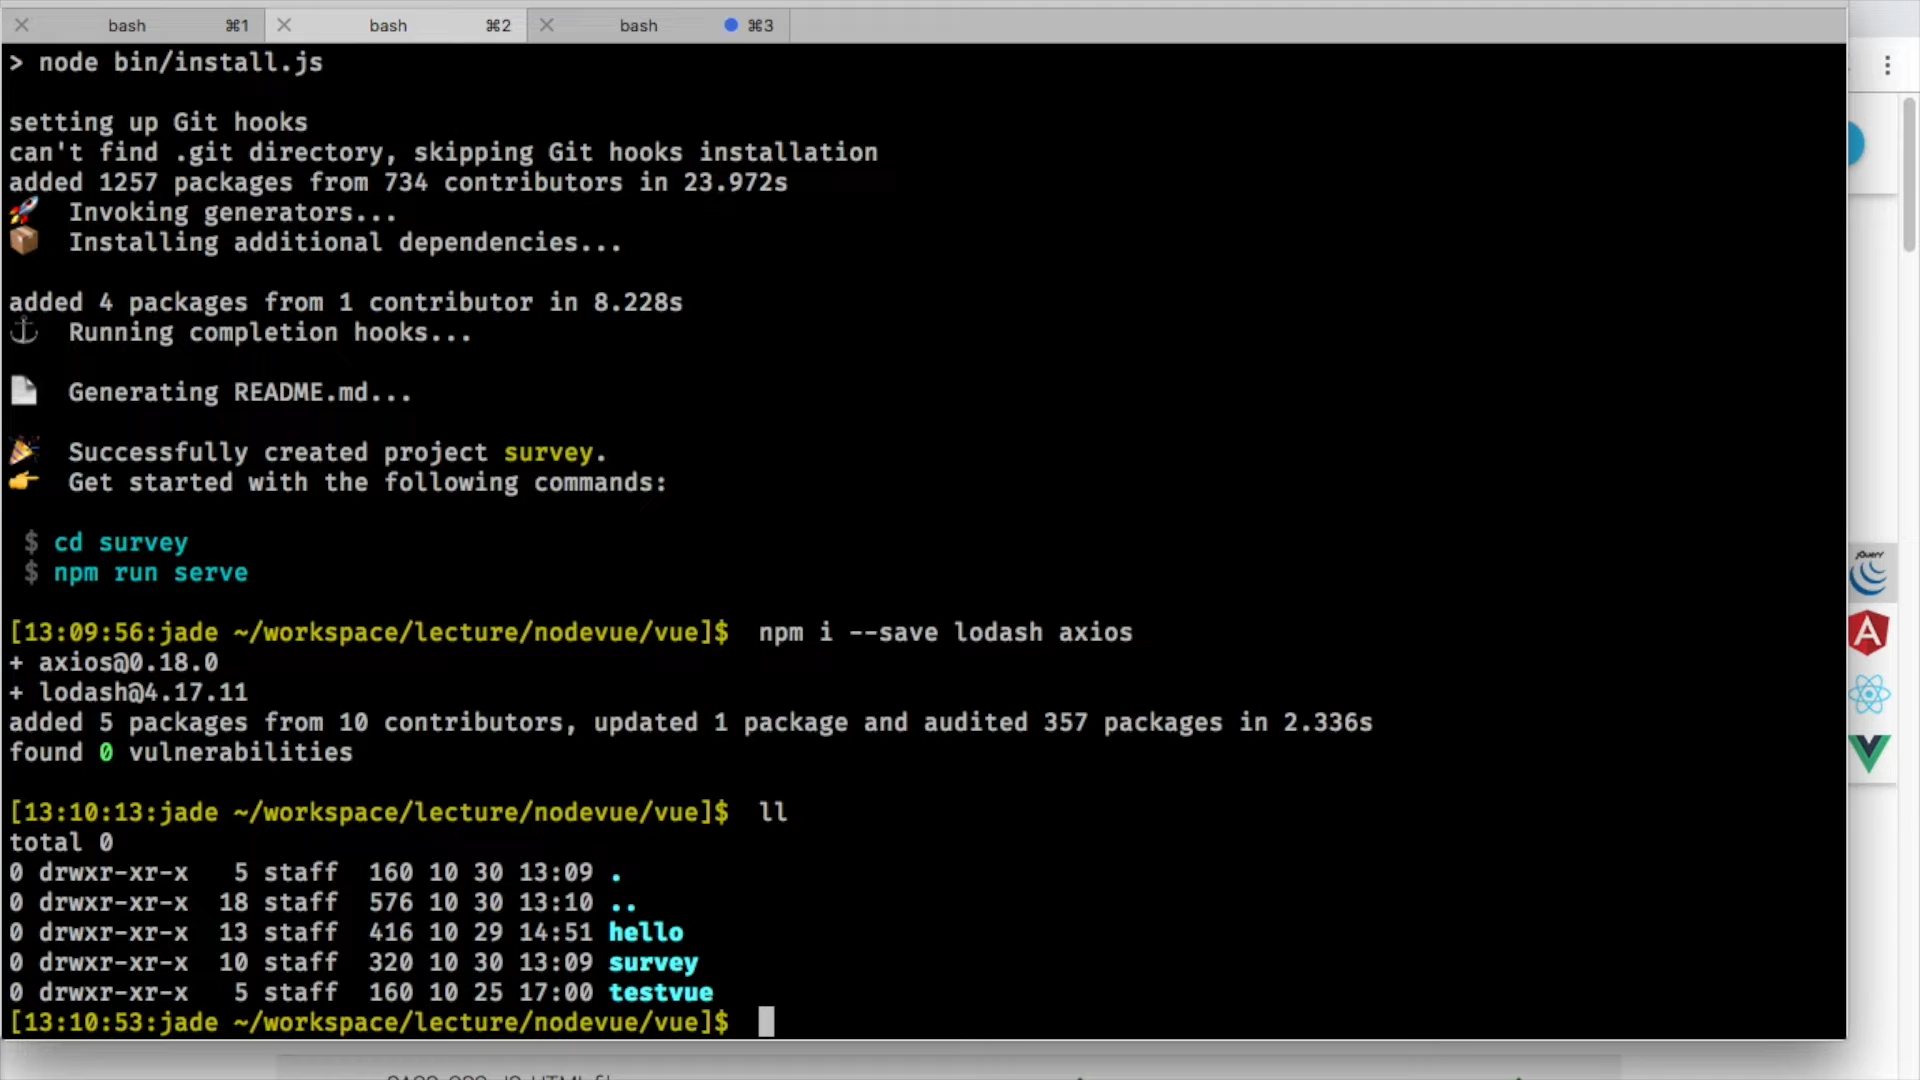 bash ⌘1 bash ⌘2 bash ⌘3
> node bin/install.js
setting up Git hooks
can't find .git directory, skipping Git hooks installation
added 1257 packages from 734 contributors in 23.972s
🚀 Invoking generators...
📦 Installing additional dependencies...
added 4 packages from 1 contributor in 8.228s
⚓ Running completion hooks...
📄 Generating README.md...
🎉 Successfully created project survey.
👉 Get started with the following commands:
$ cd survey
$ npm run serve
[13:09:56:jade ~/workspace/lecture/nodevue/vue]$ npm i --save lodash axios
+ axios@0.18.0
+ lodash@4.17.11
added 5 packages from 10 contributors, updated 1 package and audited 357 packages in 2.336s
found 0 vulnerabilities
[13:10:13:jade ~/workspace/lecture/nodevue/vue]$ ll
total 0
0 drwxr-xr-x 5 staff 160 10 30 13:09 .
0 drwxr-xr-x 18 staff 576 10 30 13:10 ..
0 drwxr-xr-x 13 staff 416 10 29 14:51 hello
0 drwxr-xr-x 10 staff 320 10 30 13:09 survey
0 drwxr-xr-x 5 staff 160 10 25 17:00 testvue
[13:10:53:jade ~/workspace/lecture/nodevue/vue]$
jQuery
A